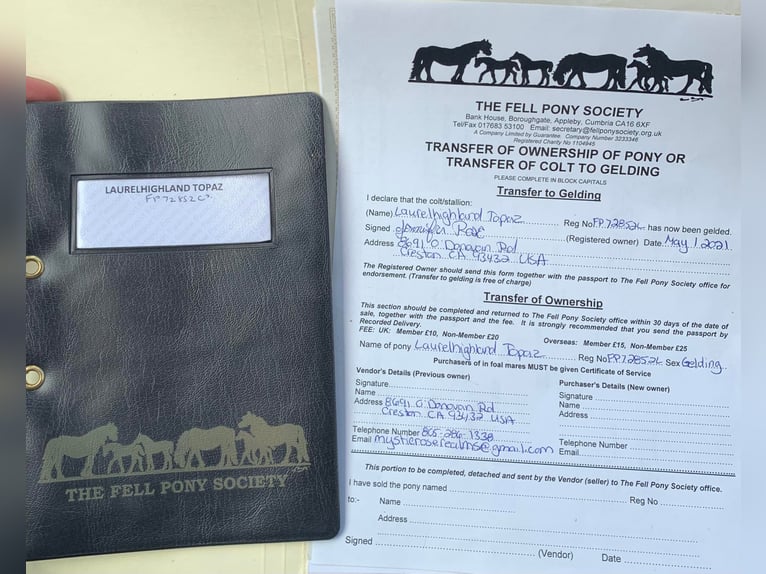 LAURELHIGHLAND TOPAZ
FP72852C
THE FELL PONY SOCIETY
THE FELL PONY SOCIETY
Bank House, Boroughgate, Appleby, Cumbria CA16 6XF
Tel/Fax 017683 53100 Email: secretary@fellponysociety.org.uk
A Company Limited by Guarantee Company Number 3233346
Registered Charity No 1104945
TRANSFER OF OWNERSHIP OF PONY OR
TRANSFER OF COLT TO GELDING
PLEASE COMPLETE IN BLOCK CAPITALS
Transfer to Gelding
I declare that the colt/stallion:
(Name) Laurelhighland Topaz Reg No FP72852C has now been gelded.
Signed Rose (Registered owner) Date May 1 2021
Address 8691 O Donovan Rd
Creston CA 93432 USA
The Registered Owner should send this form together with the passport to The Fell Pony Society office for
endorsement. (Transfer to gelding is free of charge)
Transfer of Ownership
This section should be completed and returned to The Fell Pony Society office within 30 days of the date of
sale, together with the passport and the fee. It is strongly recommended that you send the passport by
Recorded Delivery.
FEE: UK: Member £10, Non-Member £20 Overseas: Member £15, Non-Member £25
Name of pony Laurelhighland Topaz Reg No FP72852C Sex Gelding
Purchasers of in foal mares MUST be given Certificate of Service
Vendor's Details (Previous owner) Purchaser's Details (New owner)
Signature Signature
Name Name
Address 8691 O Donovan Rd Address
Creston CA 93432 USA
Telephone Number 805-286-1338 Telephone Number
Email mysticroserealms@gmail.com Email
This portion to be completed, detached and sent by the Vendor (seller) to The Fell Pony Society office.
I have sold the pony named Reg No
to:- Name
Address
Signed (Vendor) Date